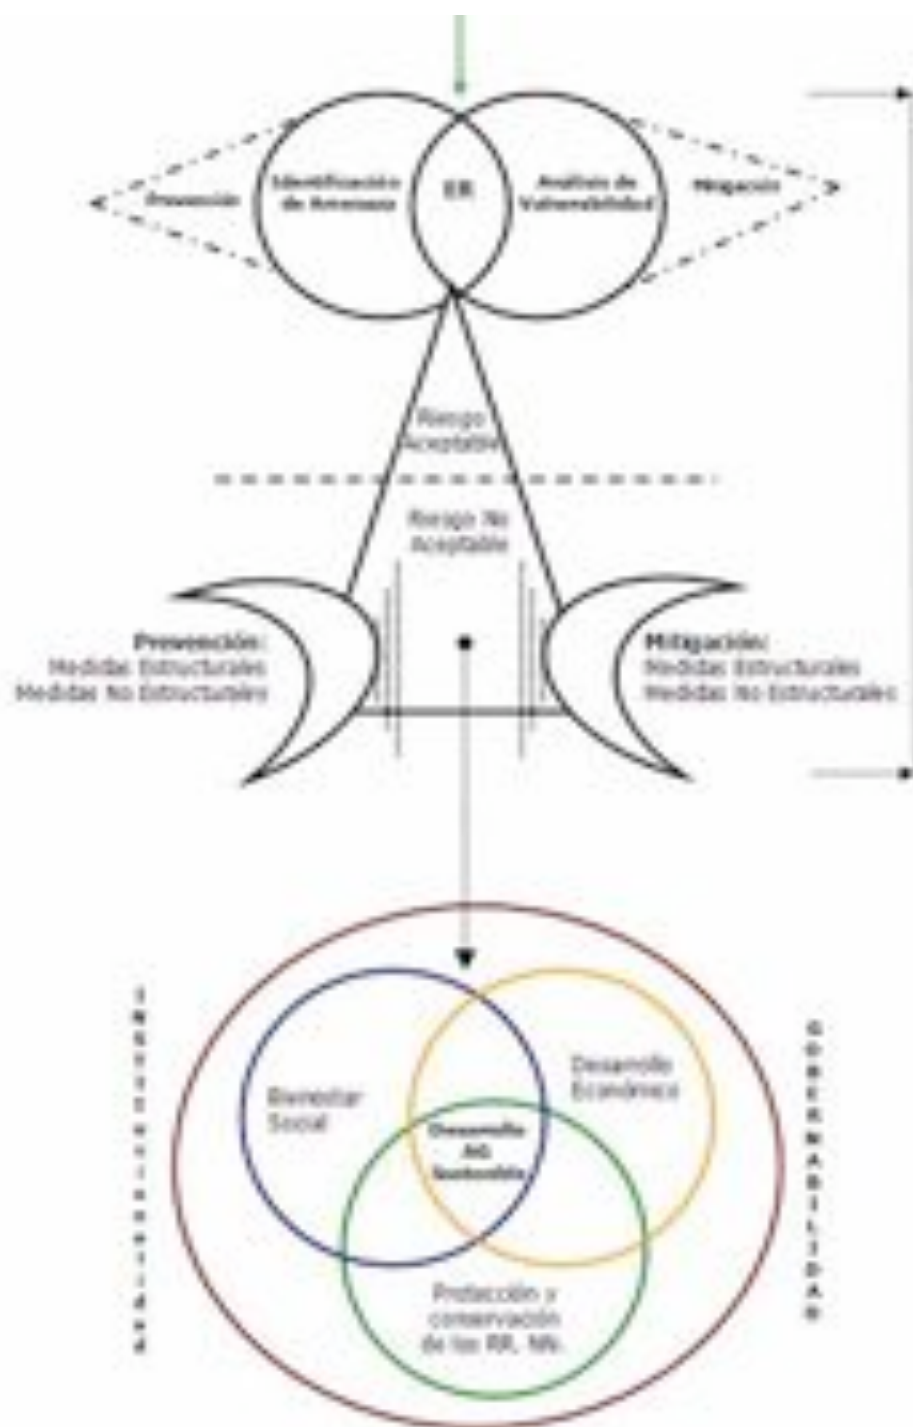 Prevención
Identificación
de Amenaza
ER
Análisis de
Vulnerabilidad
Mitigación
Riesgo
Aceptable
Riesgo No
Aceptable
Prevención:
Medidas Estructurales
Medidas No Estructurales
Mitigación:
Medidas Estructurales
Medidas No Estructurales
Bienestar
Social
Desarrollo
Económico
Desarrollo
Sostenible
Protección y
conservación
de los RR. NN.
GOBERNABILIDAD